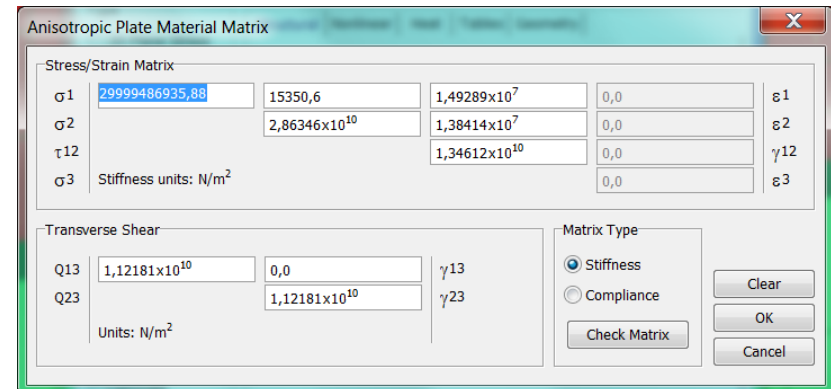 Anisotropic Plate Material Matrix
Stress/Strain Matrix
σ1 29999486935,88 15350,6 1,49289x10⁷ 0,0 ε1
σ2 2,86346x10¹⁰ 1,38414x10⁷ 0,0 ε2
τ12 1,34612x10¹⁰ 0,0 γ12
σ3 Stiffness units: N/m² 0,0 ε3
Transverse Shear
Q13 1,12181x10¹⁰ 0,0 γ13
Q23 1,12181x10¹⁰ γ23
Units: N/m²
Matrix Type
Stiffness
Compliance
Check Matrix
Clear
OK
Cancel